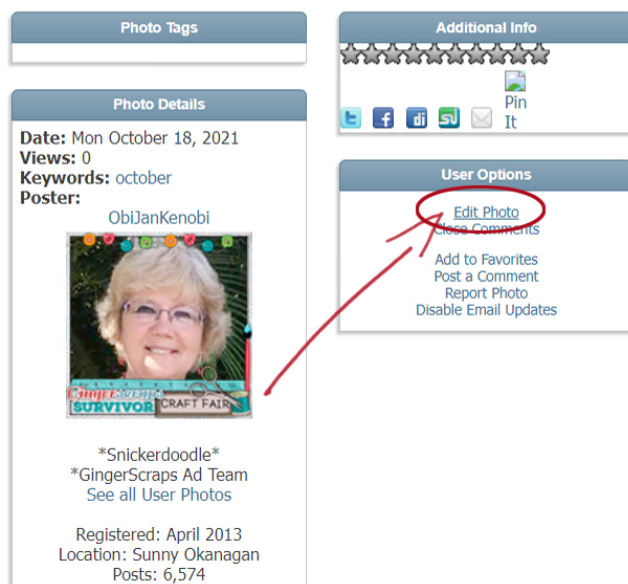 Photo Tags
Photo Details
Date: Mon October 18, 2021
Views: 0
Keywords: october
Poster:
ObiJanKenobi
GingerScraps
SURVIVOR
CRAFT FAIR
*Snickerdoodle*
*GingerScraps Ad Team
See all User Photos
Registered: April 2013
Location: Sunny Okanagan
Posts: 6,574
Additional Info
Pin
It
User Options
Edit Photo
Close Comments
Add to Favorites
Post a Comment
Report Photo
Disable Email Updates